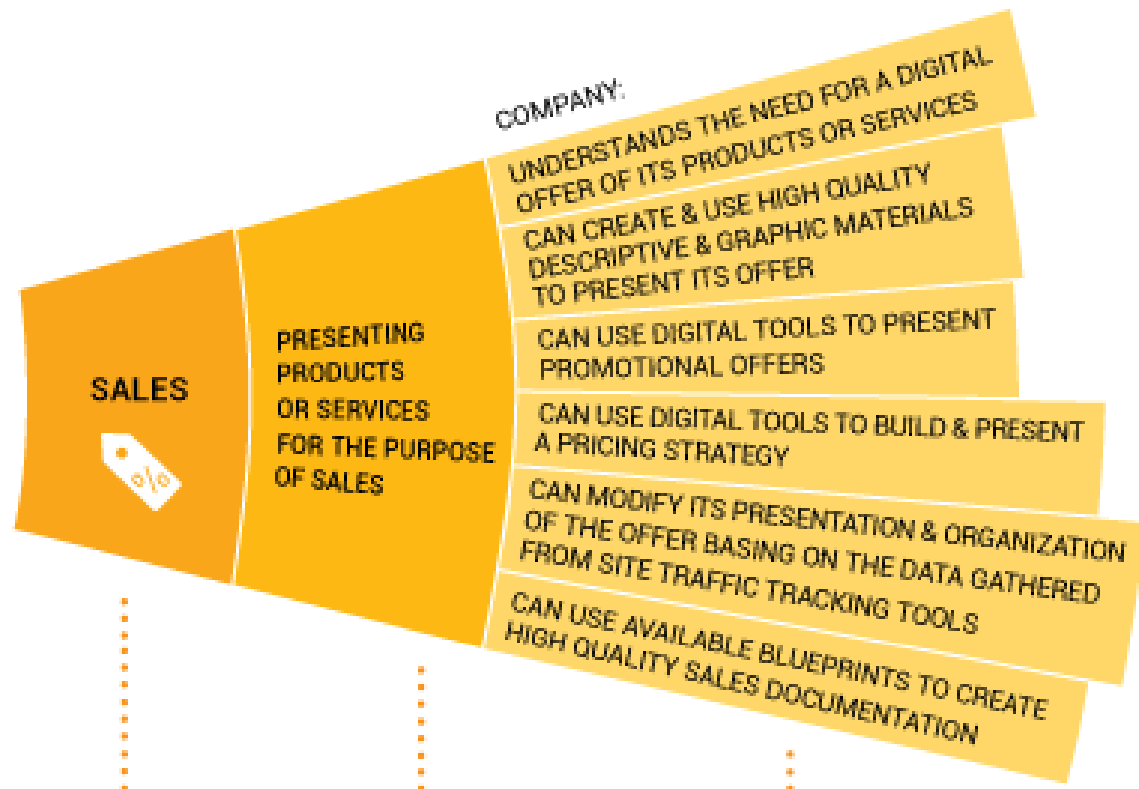 SALES
%
PRESENTING
PRODUCTS
OR SERVICES
FOR THE PURPOSE
OF SALES
COMPANY:
UNDERSTANDS THE NEED FOR A DIGITAL
OFFER OF ITS PRODUCTS OR SERVICES
CAN CREATE & USE HIGH QUALITY
DESCRIPTIVE & GRAPHIC MATERIALS
TO PRESENT ITS OFFER
CAN USE DIGITAL TOOLS TO PRESENT
PROMOTIONAL OFFERS
CAN USE DIGITAL TOOLS TO BUILD & PRESENT
A PRICING STRATEGY
CAN MODIFY ITS PRESENTATION & ORGANIZATION
OF THE OFFER BASING ON THE DATA GATHERED
FROM SITE TRAFFIC TRACKING TOOLS
CAN USE AVAILABLE BLUEPRINTS TO CREATE
HIGH QUALITY SALES DOCUMENTATION